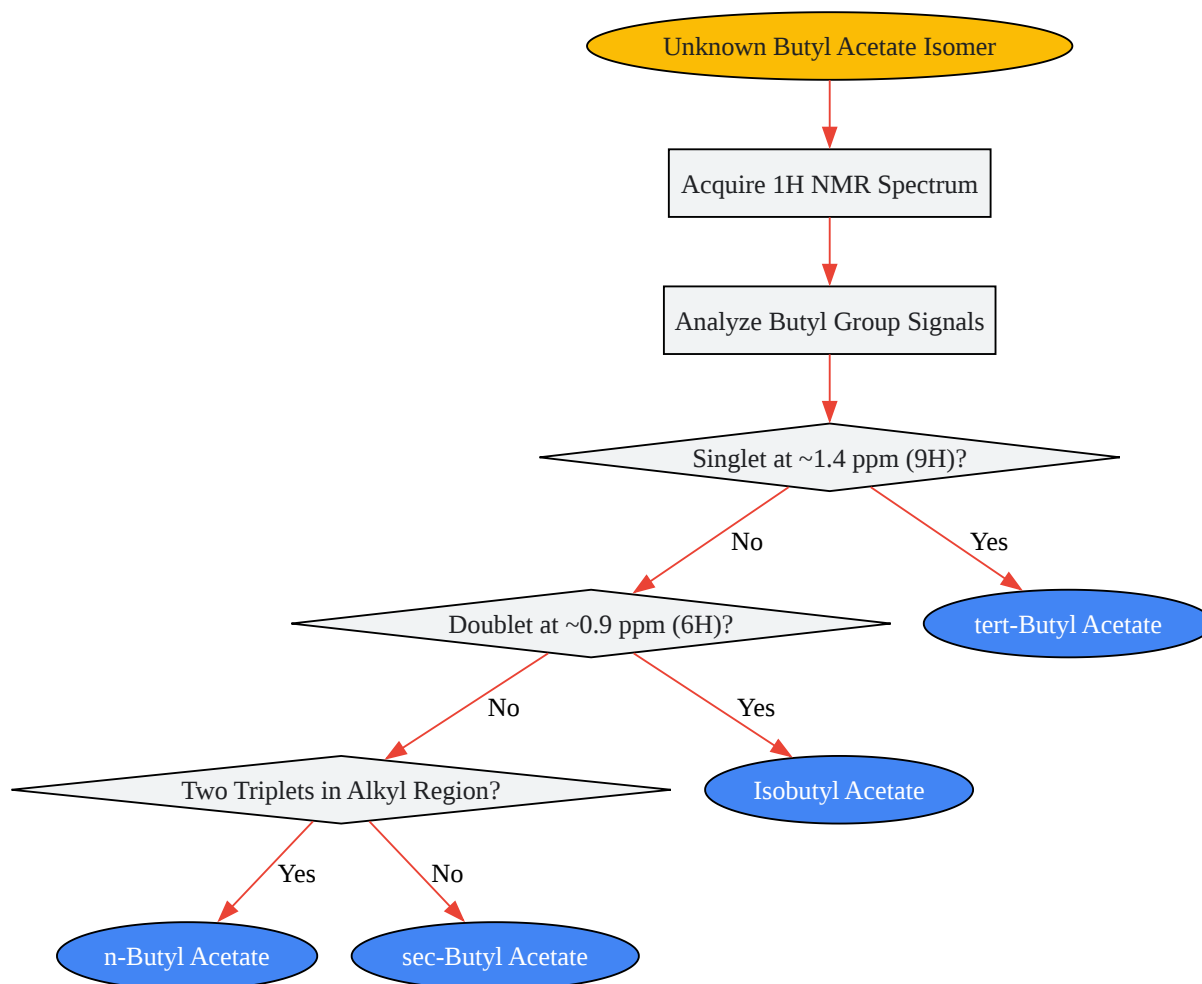 Unknown Butyl Acetate Isomer
Acquire 1H NMR Spectrum
Analyze Butyl Group Signals
Singlet at ~1.4 ppm (9H)?
No
Yes
Doublet at ~0.9 ppm (6H)?
tert-Butyl Acetate
No
Yes
Two Triplets in Alkyl Region?
Isobutyl Acetate
Yes
No
n-Butyl Acetate
sec-Butyl Acetate